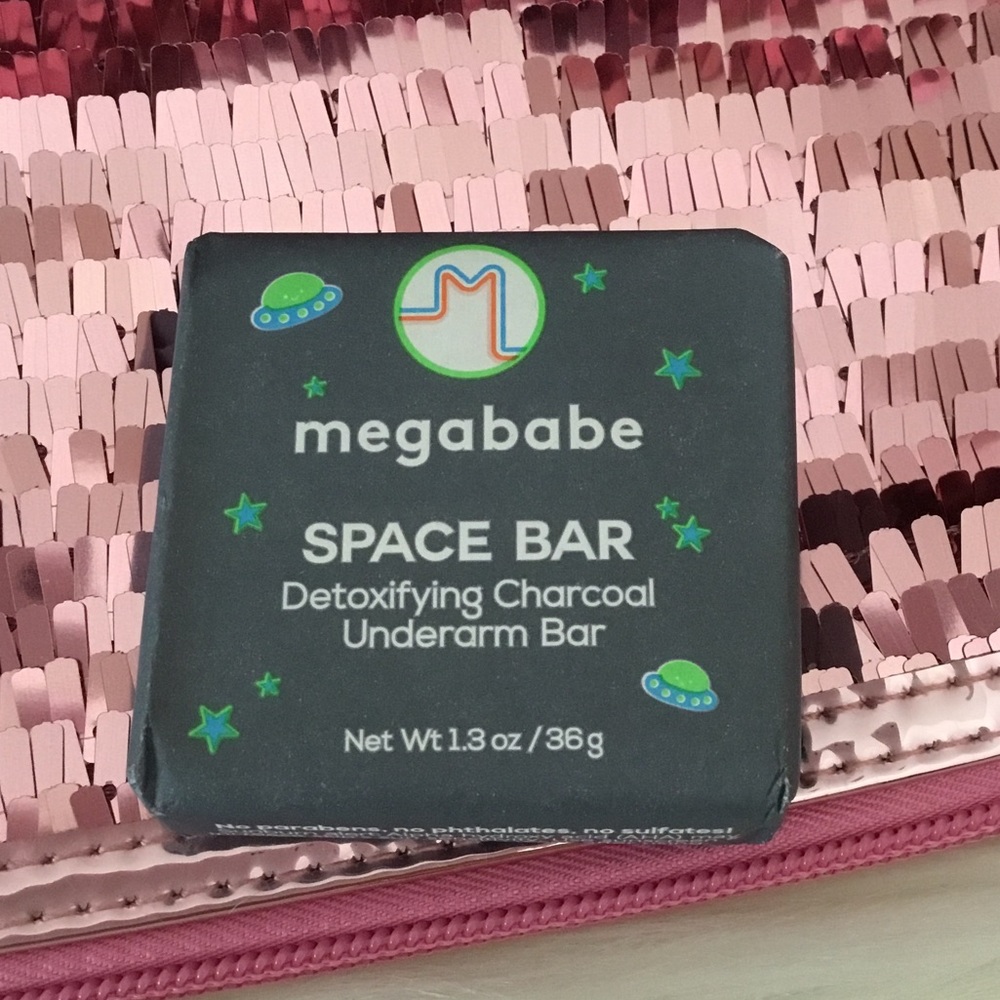 M
megababe
SPACE BAR
Detoxifying Charcoal
Underarm Bar
Net Wt 1.3 oz / 36 g
No parabens, no phthalates, no sulfates!